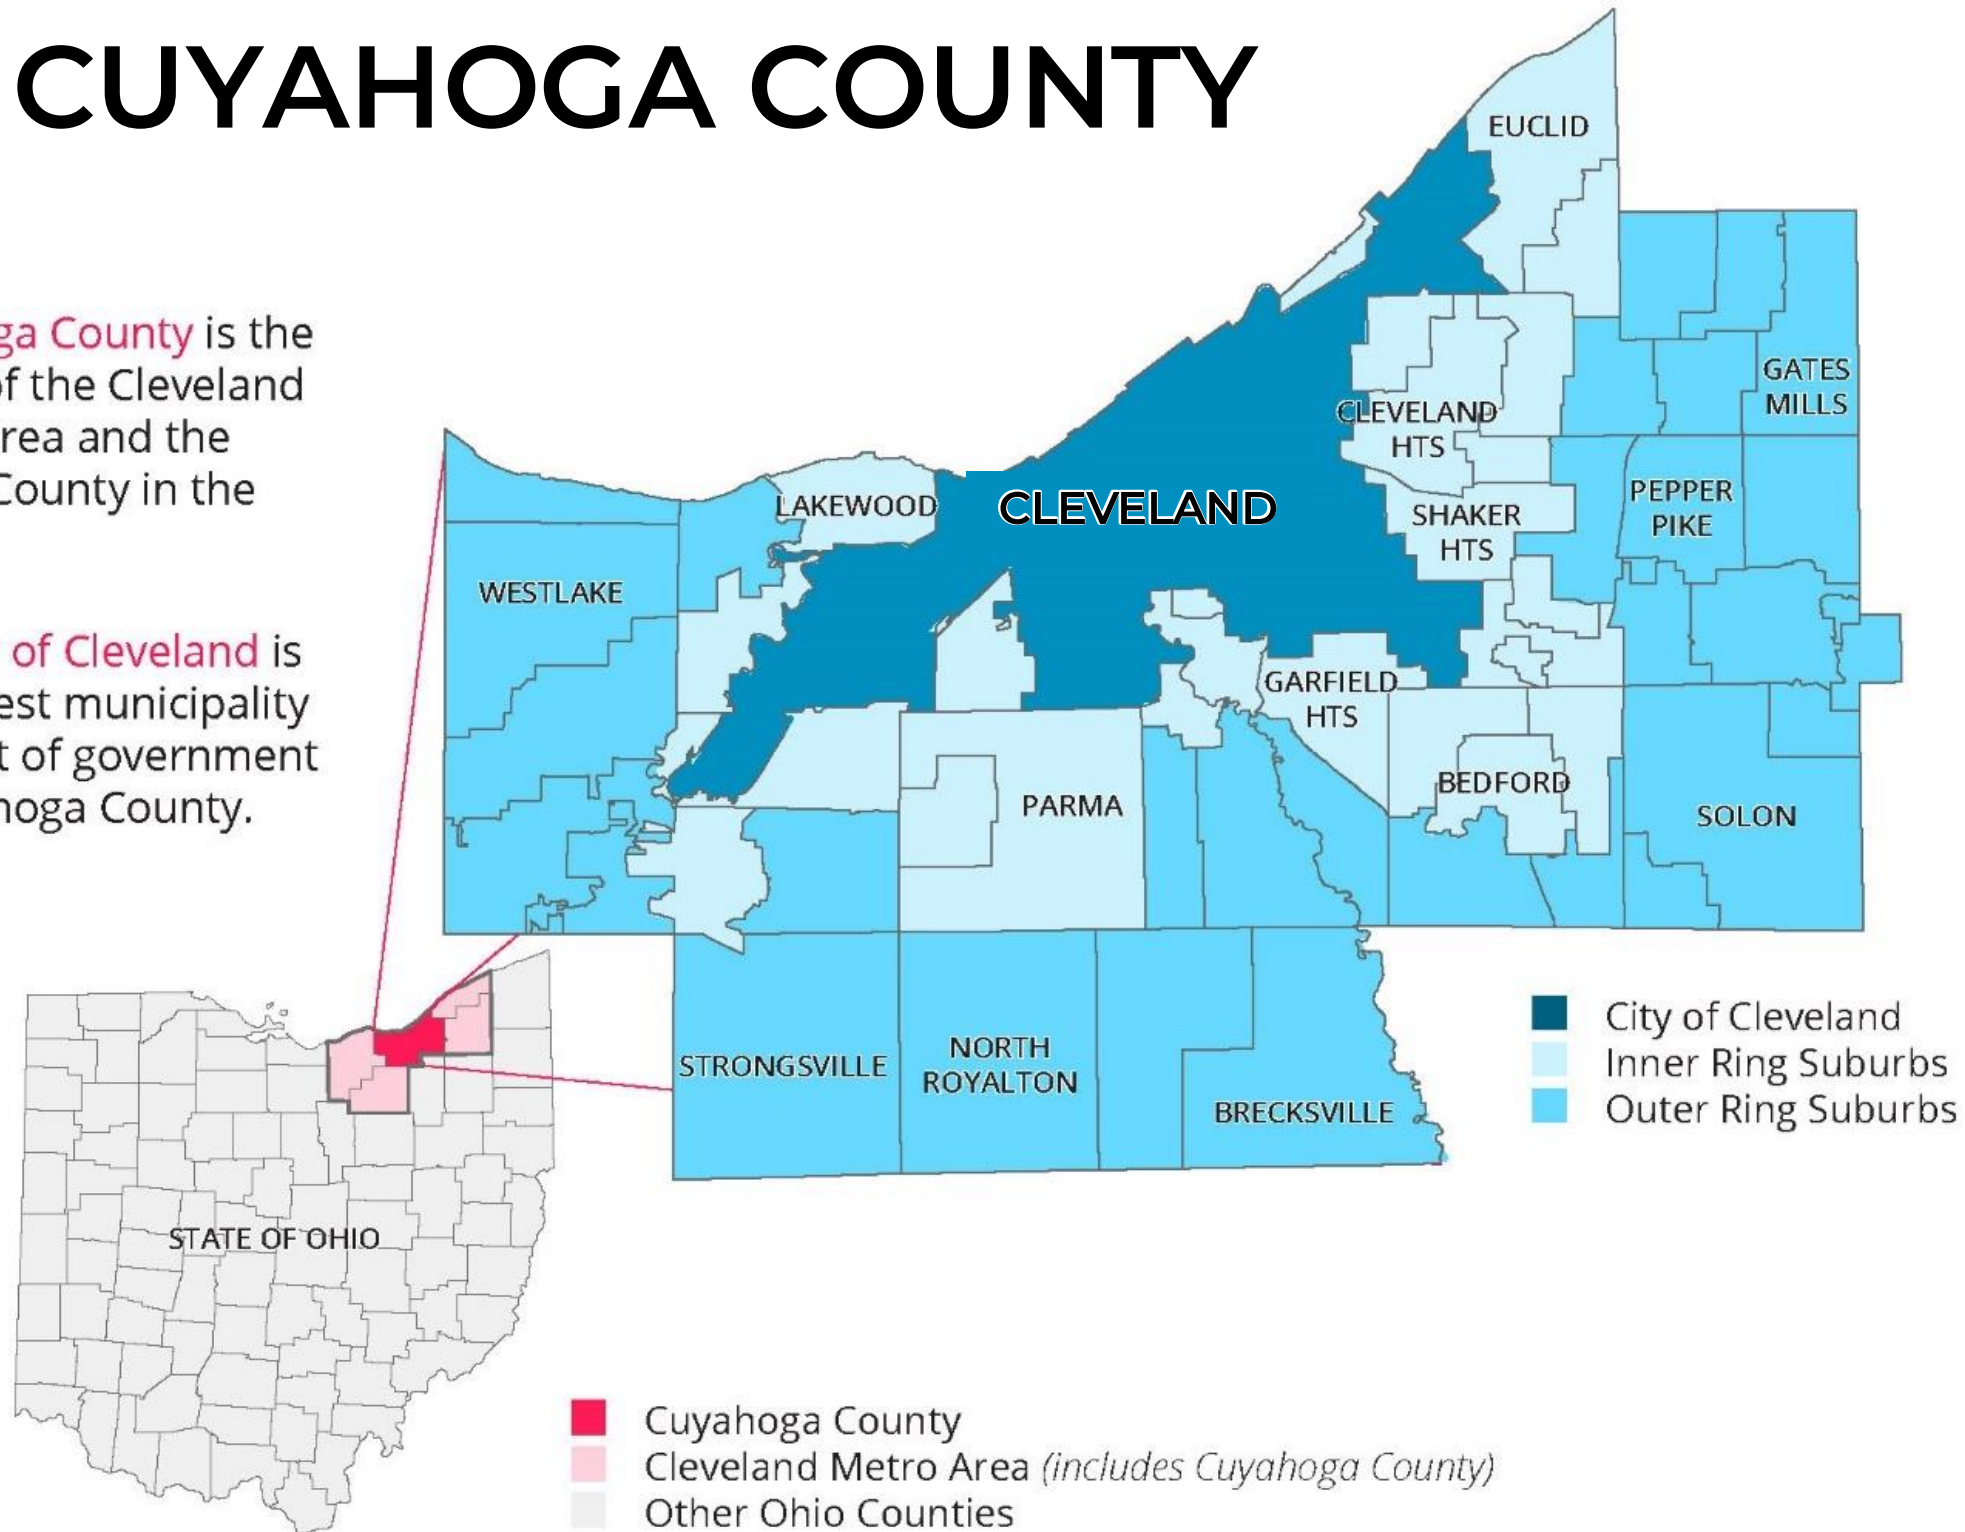 CUYAHOGA COUNTY
ga County is the
of the Cleveland
rea and the
County in the
of Cleveland is
est municipality
t of government
hoga County.
EUCLID
GATES
MILLS
CLEVELAND
HTS
LAKEWOOD
CLEVELAND
SHAKER
HTS
PEPPER
PIKE
WESTLAKE
GARFIELD
HTS
BEDFORD
PARMA
SOLON
STRONGSVILLE
NORTH
ROYALTON
BRECKSVILLE
City of Cleveland
Inner Ring Suburbs
Outer Ring Suburbs
STATE OF OHIO
Cuyahoga County
Cleveland Metro Area (includes Cuyahoga County)
Other Ohio Counties